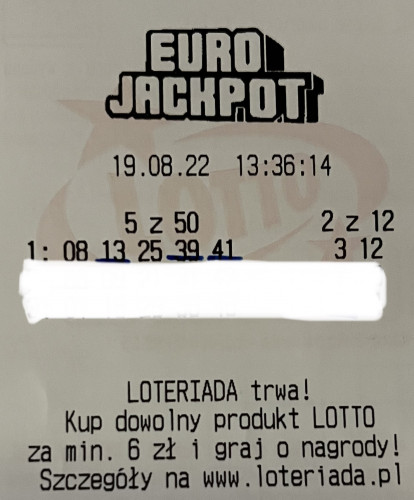 EURO
JACKPOT
LOTTO
19.08.22 13:36:14
5 z 50 2 z 12
1: 08 13 25 39 41 3 12
LOTERIADA trwa!
Kup dowolny produkt LOTTO
za min. 6 zł i graj o nagrody!
Szczegóły na www.loteriada.pl